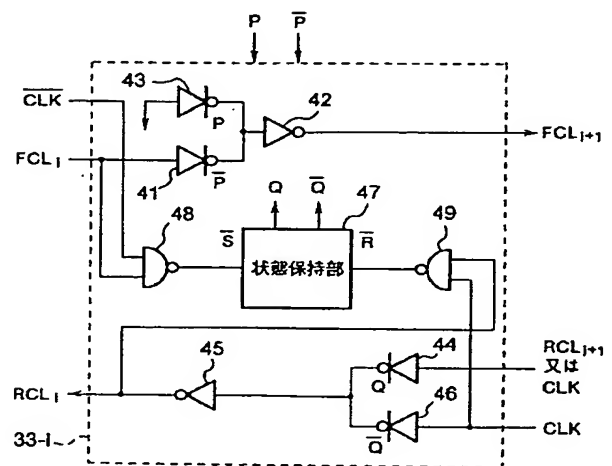 P P̅
43
42
C̅L̅K̅
P
FCLi
FCLi+1
41
P̅
Q Q̅ 47
48
49
S̅
R̅
状態保持部
45
44
RCLi+1
又は
CLK
Q
46
RCLi
Q̅
CLK
33-i